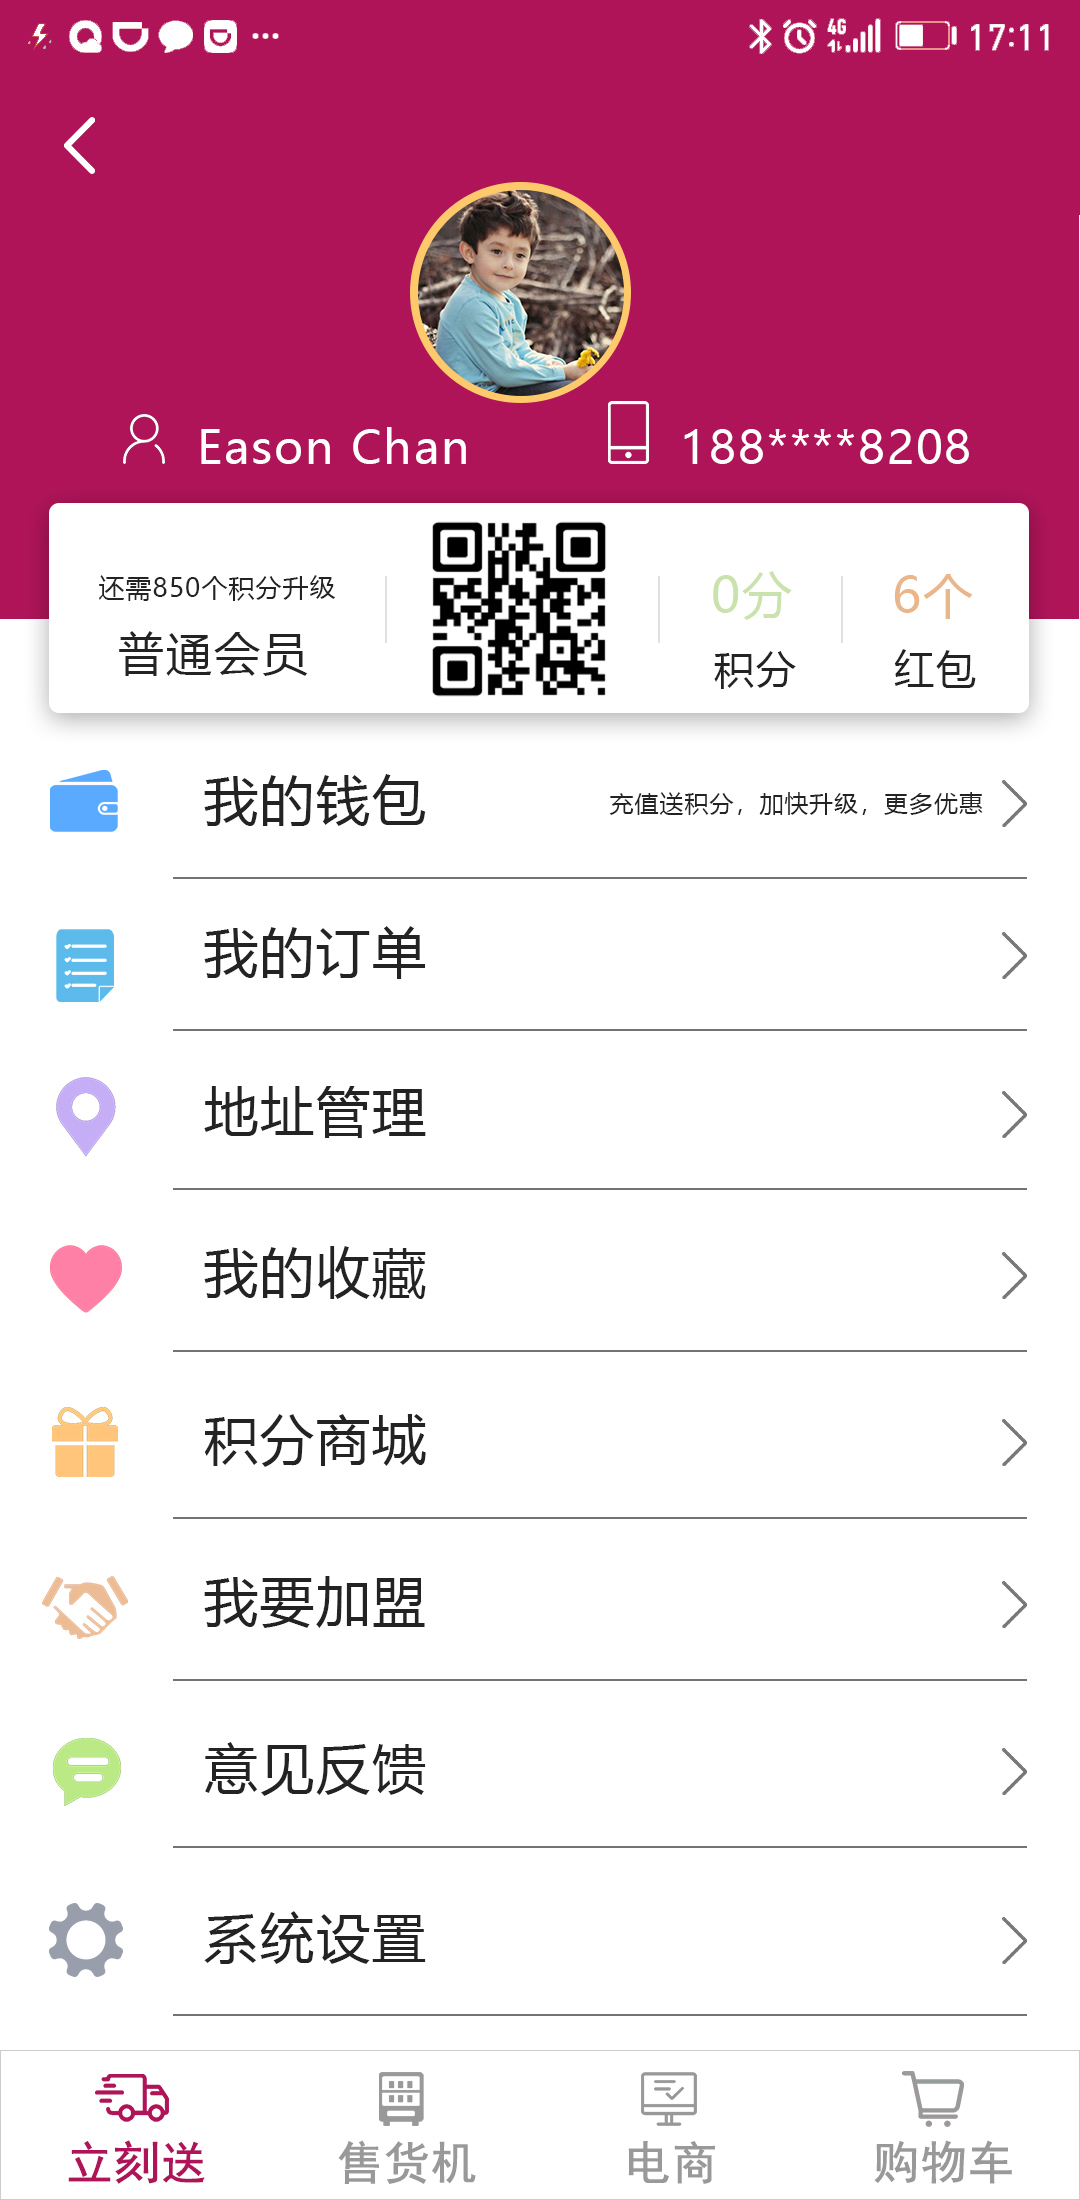 4G 17:11
Eason Chan 188****8208
还需850个积分升级
普通会员
0分
积分
6个
红包
我的钱包 充值送积分，加快升级，更多优惠
我的订单
地址管理
我的收藏
积分商城
我要加盟
意见反馈
系统设置
立刻送 售货机 电商 购物车